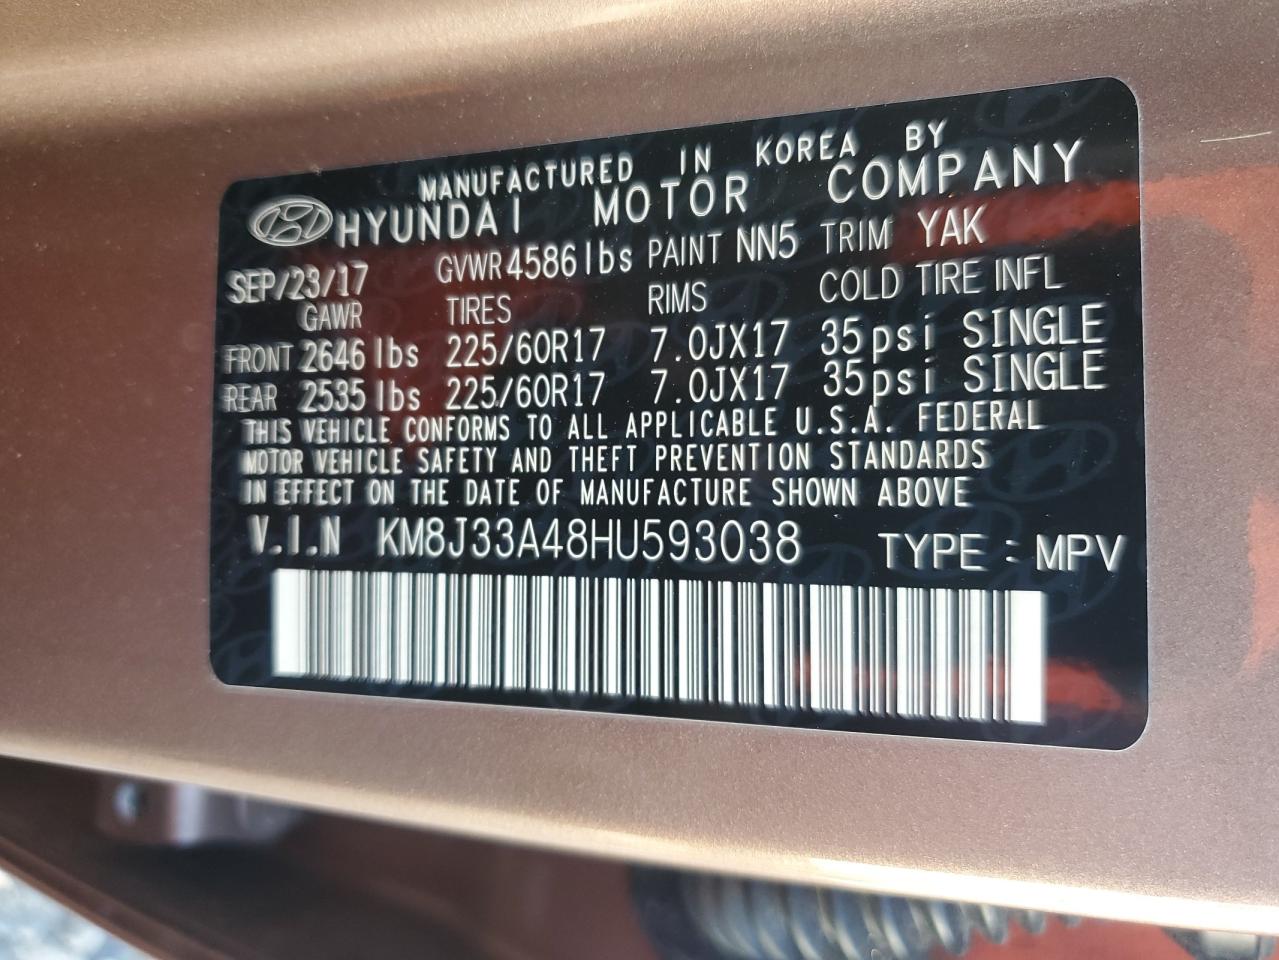 MANUFACTURED IN KOREA BY
HYUNDAI MOTOR COMPANY
SEP/23/17 GVWR 4586 lbs PAINT NN5 TRIM YAK
GAWR TIRES RIMS COLD TIRE INFL
FRONT 2646 lbs 225/60R17 7.0JX17 35psi SINGLE
REAR 2535 lbs 225/60R17 7.0JX17 35psi SINGLE
THIS VEHICLE CONFORMS TO ALL APPLICABLE U.S.A. FEDERAL
MOTOR VEHICLE SAFETY AND THEFT PREVENTION STANDARDS
IN EFFECT ON THE DATE OF MANUFACTURE SHOWN ABOVE
V.I.N KM8J33A48HU593038 TYPE : MPV